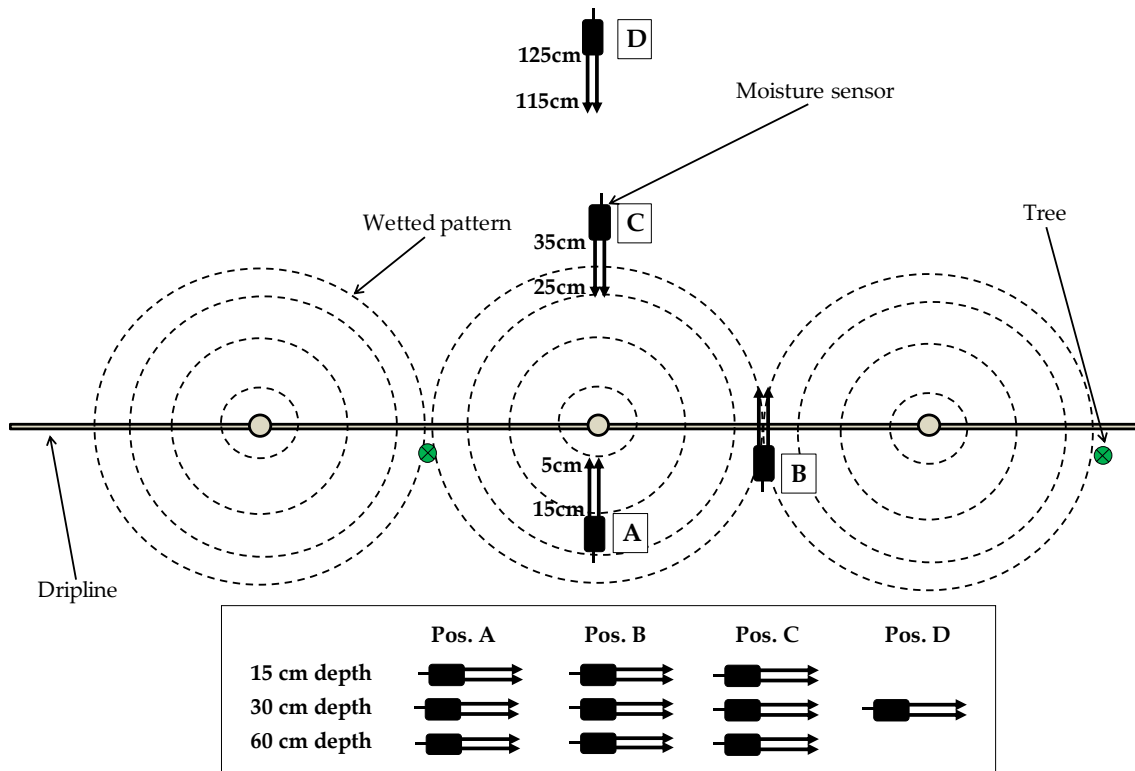 D
125cm
115cm
Moisture sensor
C
Wetted pattern
35cm
Tree
25cm
5cm
B
15cm
A
Dripline
Pos. A Pos. B Pos. C Pos. D
15 cm depth
30 cm depth
60 cm depth